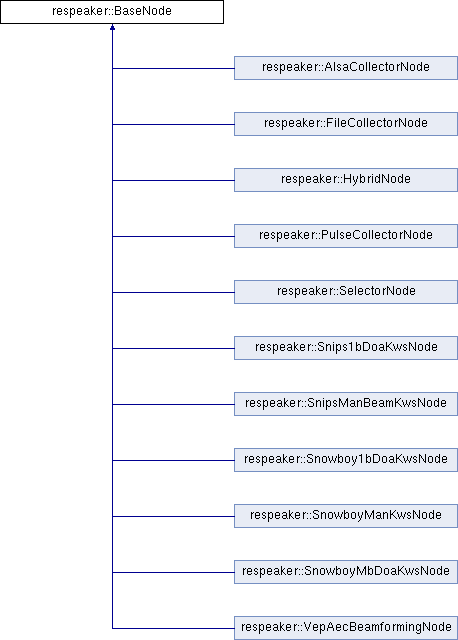 respeaker::BaseNode
respeaker::AlsaCollectorNode
respeaker::FileCollectorNode
respeaker::HybridNode
respeaker::PulseCollectorNode
respeaker::SelectorNode
respeaker::Snips1bDoaKwsNode
respeaker::SnipsManBeamKwsNode
respeaker::Snowboy1bDoaKwsNode
respeaker::SnowboyManKwsNode
respeaker::SnowboyMbDoaKwsNode
respeaker::VepAecBeamformingNode